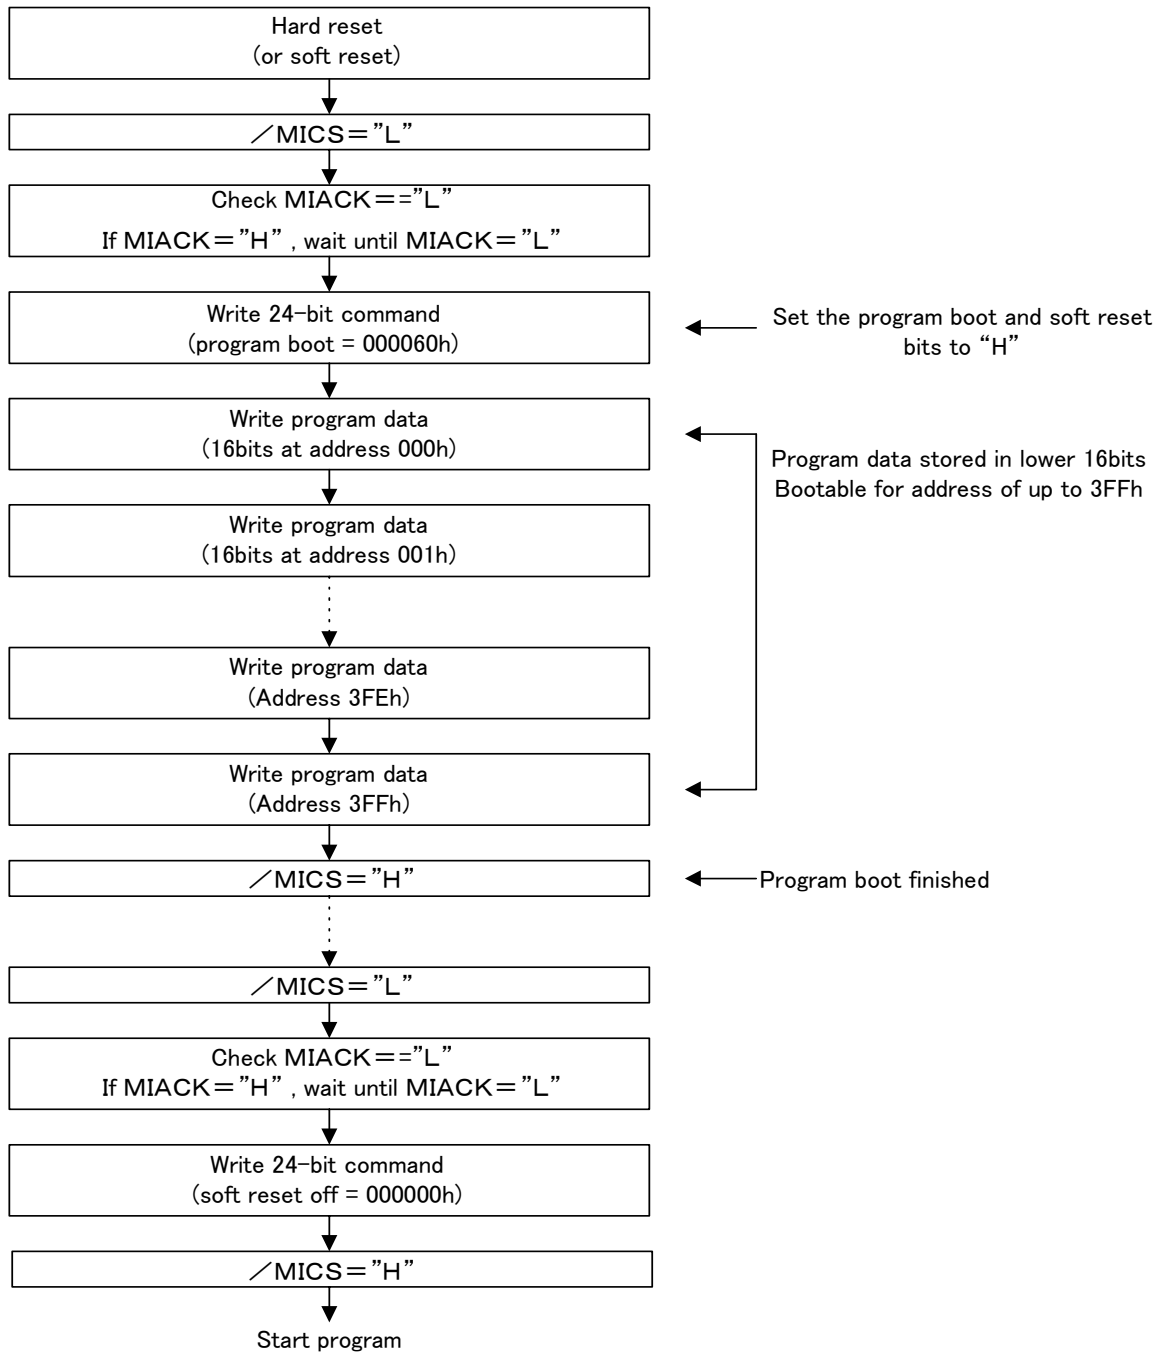 Hard reset
(or soft reset)
／MICS＝”L”
Check MIACK＝=”L”
If MIACK＝”H” , wait until MIACK＝”L”
Write 24-bit command
(program boot = 000060h)
Set the program boot and soft reset
bits to “H”
Write program data
(16bits at address 000h)
Program data stored in lower 16bits
Bootable for address of up to 3FFh
Write program data
(16bits at address 001h)
Write program data
(Address 3FEh)
Write program data
(Address 3FFh)
／MICS＝”H”
Program boot finished
／MICS＝”L”
Check MIACK＝=”L”
If MIACK＝”H” , wait until MIACK＝”L”
Write 24-bit command
(soft reset off = 000000h)
／MICS＝”H”
Start program